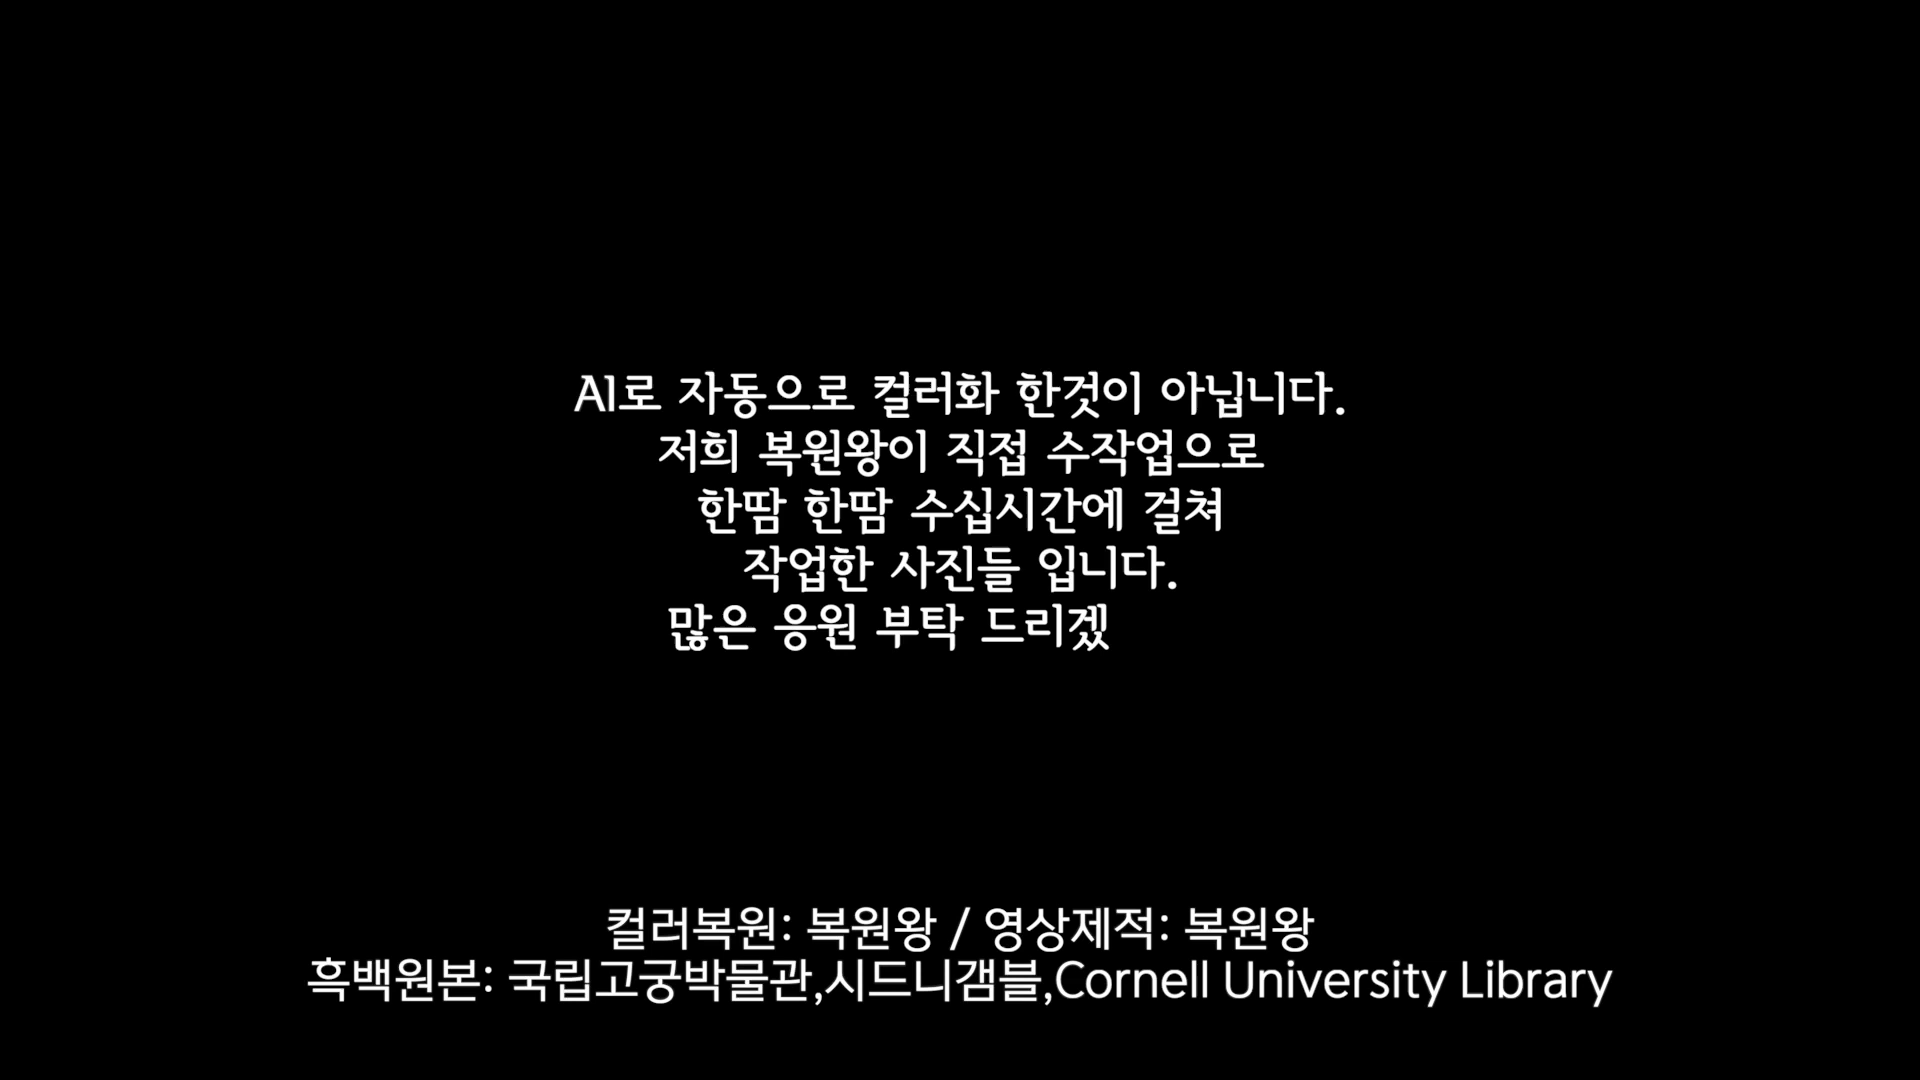 AI로 자동으로 컬러화 한것이 아닙니다.
저희 복원왕이 직접 수작업으로
한땀 한땀 수십시간에 걸쳐
작업한 사진들 입니다.
많은 응원 부탁 드리겠
컬러복원: 복원왕 / 영상제적: 복원왕
흑백원본: 국립고궁박물관,시드니갬블,Cornell University Library